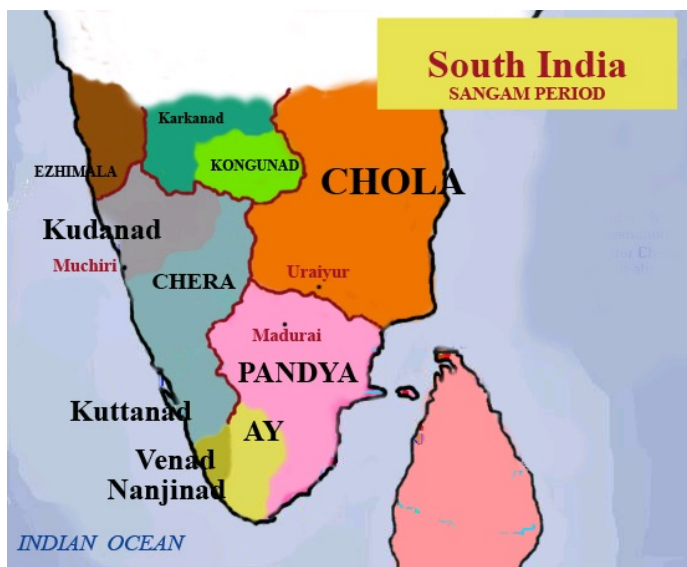 South India
SANGAM PERIOD
Karkanad
EZHIMALA
KONGUNAD
CHOLA
Kudanad
Muchiri
CHERA
Uraiyur
Madurai
PANDYA
Kuttanad
AY
Venad
Nanjinad
INDIAN OCEAN